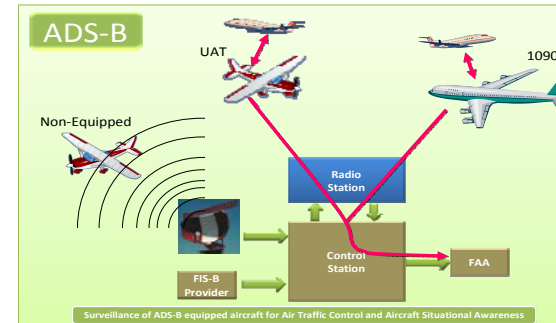 ADS-B
UAT
1090
Non-Equipped
Radio
Station
Control
Station
FAA
FIS-B
Provider
Surveillance of ADS-B equipped aircraft for Air Traffic Control and Aircraft Situational Awareness